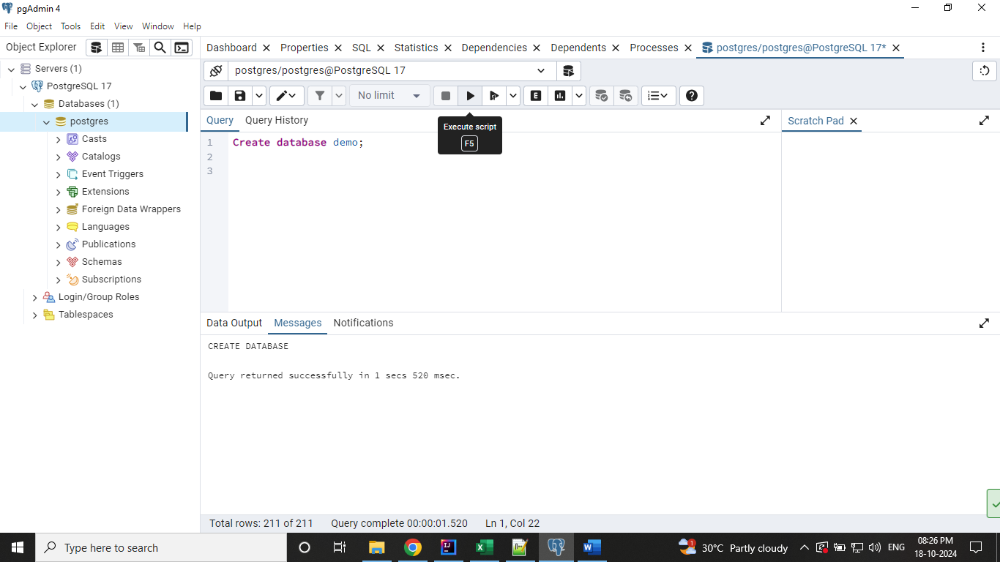 pgAdmin 4
File Object Tools Edit View Window Help
Object Explorer
Dashboard Properties SQL Statistics Dependencies Dependents Processes postgres/postgres@PostgreSQL 17*
Servers (1)
PostgreSQL 17
Databases (1)
postgres
Casts
Catalogs
Event Triggers
Extensions
Foreign Data Wrappers
Languages
Publications
Schemas
Subscriptions
Login/Group Roles
Tablespaces
postgres/postgres@PostgreSQL 17
No limit
E
Execute script
F5
Query Query History
Scratch Pad
1 Create database demo;
2
3
Data Output Messages Notifications
CREATE DATABASE
Query returned successfully in 1 secs 520 msec.
Total rows: 211 of 211 Query complete 00:00:01.520 Ln 1, Col 22
Type here to search
1
30°C Partly cloudy
ENG
08:26 PM
18-10-2024